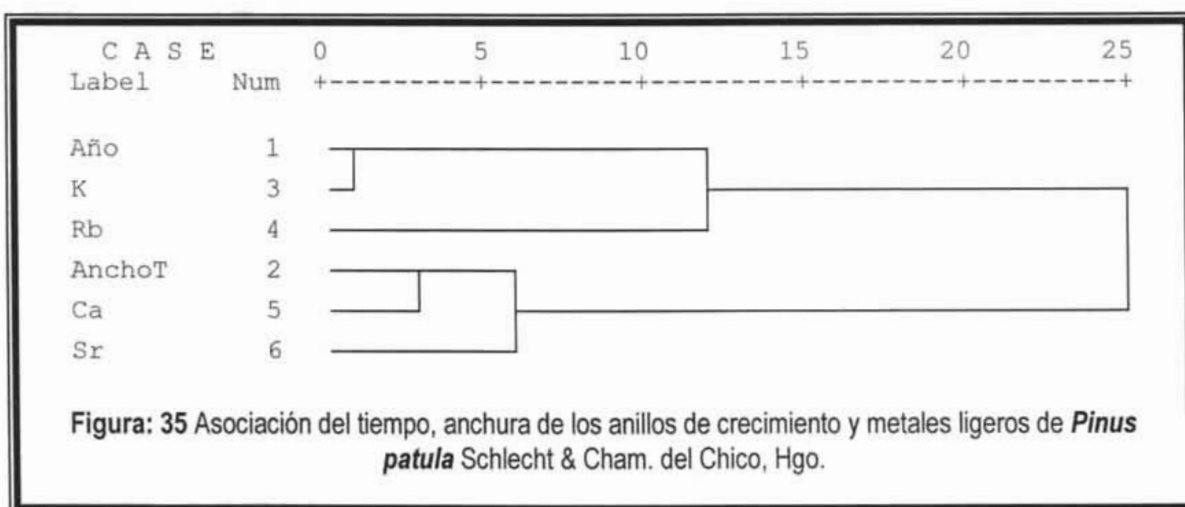 C A S E 0 5 10 15 20 25
Label Num +---------+---------+---------+---------+---------+
Año 1
K 3
Rb 4
AnchoT 2
Ca 5
Sr 6
Figura: 35 Asociación del tiempo, anchura de los anillos de crecimiento y metales ligeros de Pinus
patula Schlecht & Cham. del Chico, Hgo.